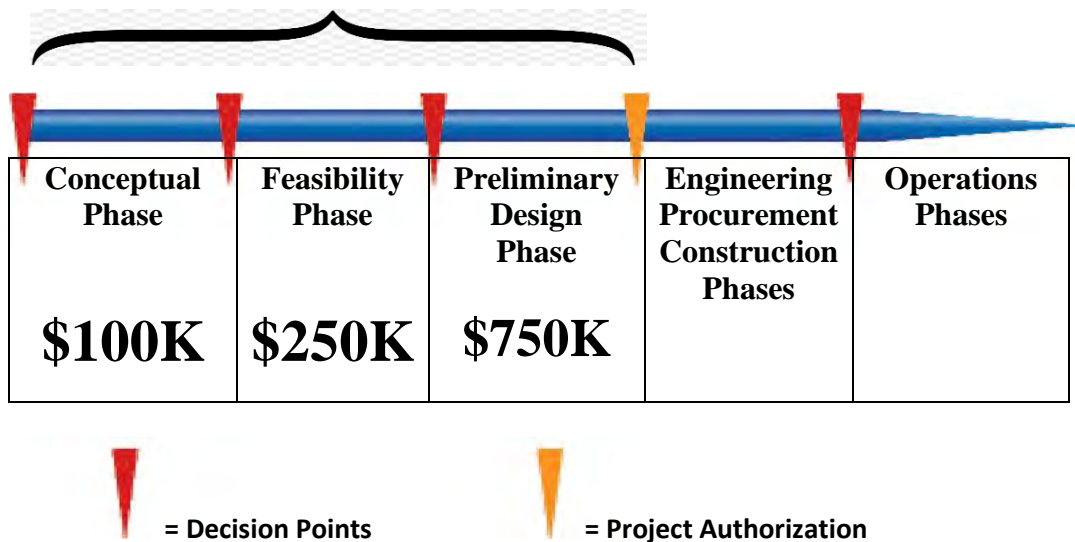 Conceptual
Phase
$100K
Feasibility
Phase
$250K
Preliminary
Design
Phase
$750K
Engineering
Procurement
Construction
Phases
Operations
Phases
= Decision Points
= Project Authorization